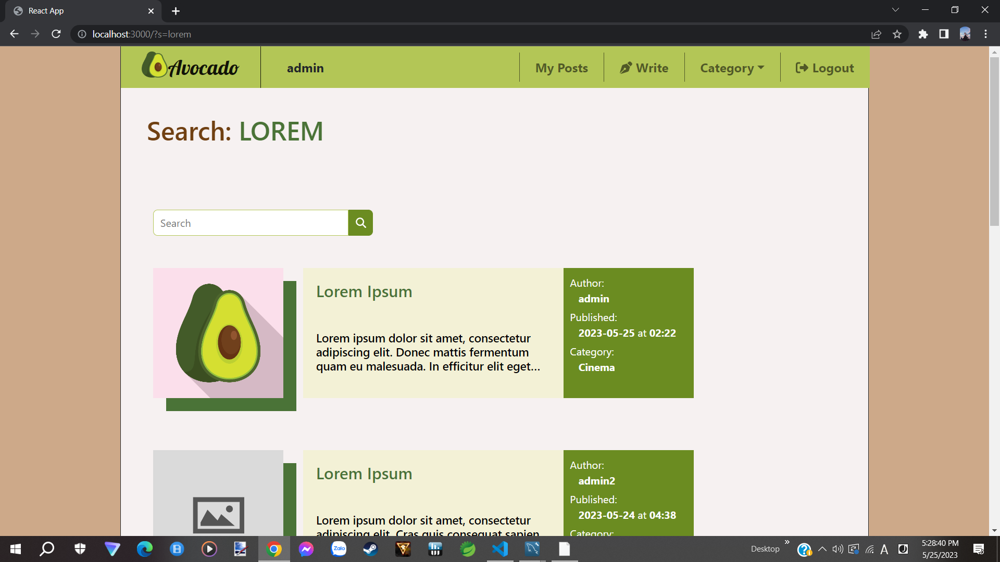 React App
localhost:3000/?s=lorem
Avocado
admin
My Posts
Write
Category
Logout
Search: LOREM
Search
Lorem Ipsum
Lorem ipsum dolor sit amet, consectetur
adipiscing elit. Donec mattis fermentum
quam eu malesuada. In efficitur elit eget...
Author:
admin
Published:
2023-05-25 at 02:22
Category:
Cinema
Lorem Ipsum
Lorem ipsum dolor sit amet, consectetur
adipiscing elit. Cras quis consequat sapien
Author:
admin2
Published:
2023-05-24 at 04:38
Category:
Zalo
Desktop
A
J
5:28:40 PM
5/25/2023